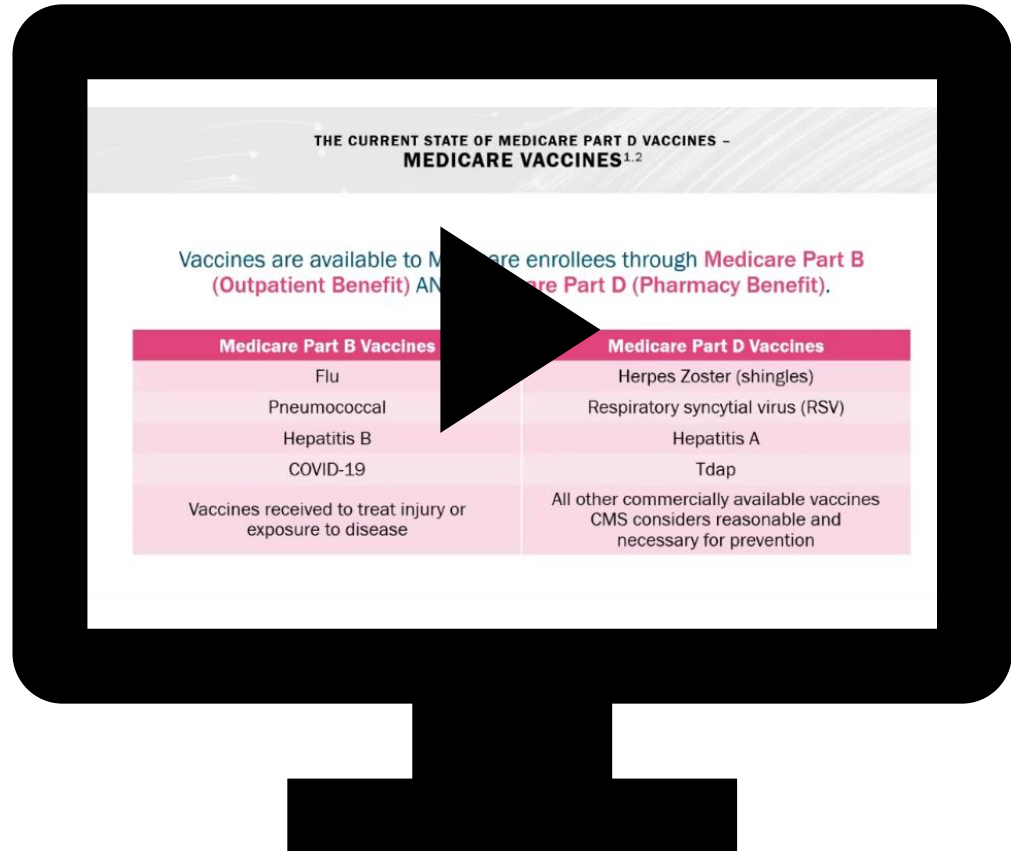 THE CURRENT STATE OF MEDICARE PART D VACCINES –
MEDICARE VACCINES1,2
Vaccines are available to M are enrollees through Medicare Part B
(Outpatient Benefit) AN re Part D (Pharmacy Benefit).
Medicare Part B Vaccines
Medicare Part D Vaccines
Flu
Herpes Zoster (shingles)
Pneumococcal
Respiratory syncytial virus (RSV)
Hepatitis B
Hepatitis A
COVID-19
Tdap
Vaccines received to treat injury or
exposure to disease
All other commercially available vaccines
CMS considers reasonable and
necessary for prevention